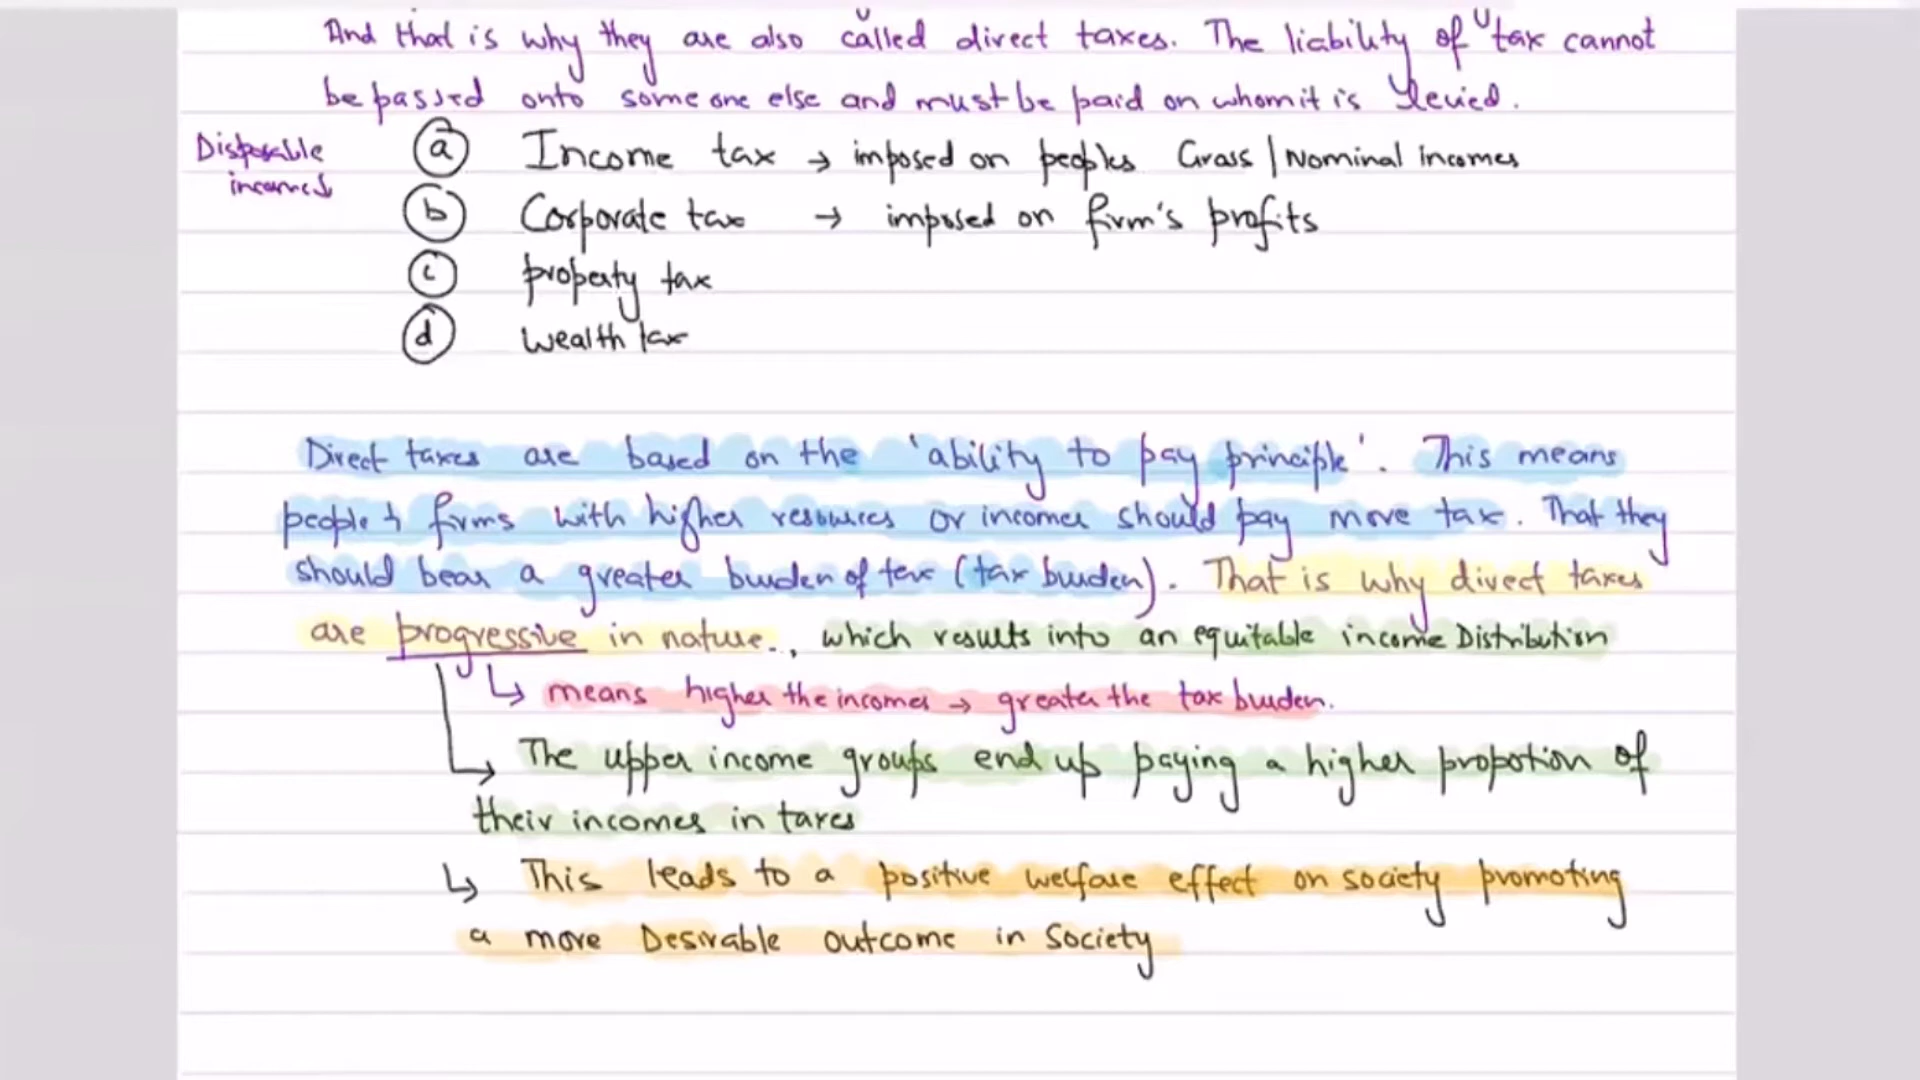 And that is why they are also called direct taxes. The liability of tax cannot
be passed onto someone else and must be paid on whom it is levied.
Disposable incomes
a Income tax → imposed on peoples Gross | Nominal incomes
b Corporate tax → imposed on firm's profits
c property tax
d Wealth tax
Direct taxes are based on the 'ability to pay principle'. This means
people & firms with higher resources or incomes should pay more tax. That they
should bear a greater burden of tax (tax burden). That is why direct taxes
are progressive in nature., which results into an equitable income Distribution
↳ means higher the incomes → greater the tax burden.
↳ The upper income groups end up paying a higher propotion of
their incomes in taxes
↳ This leads to a positive welfare effect on society promoting
a more Desirable outcome in Society